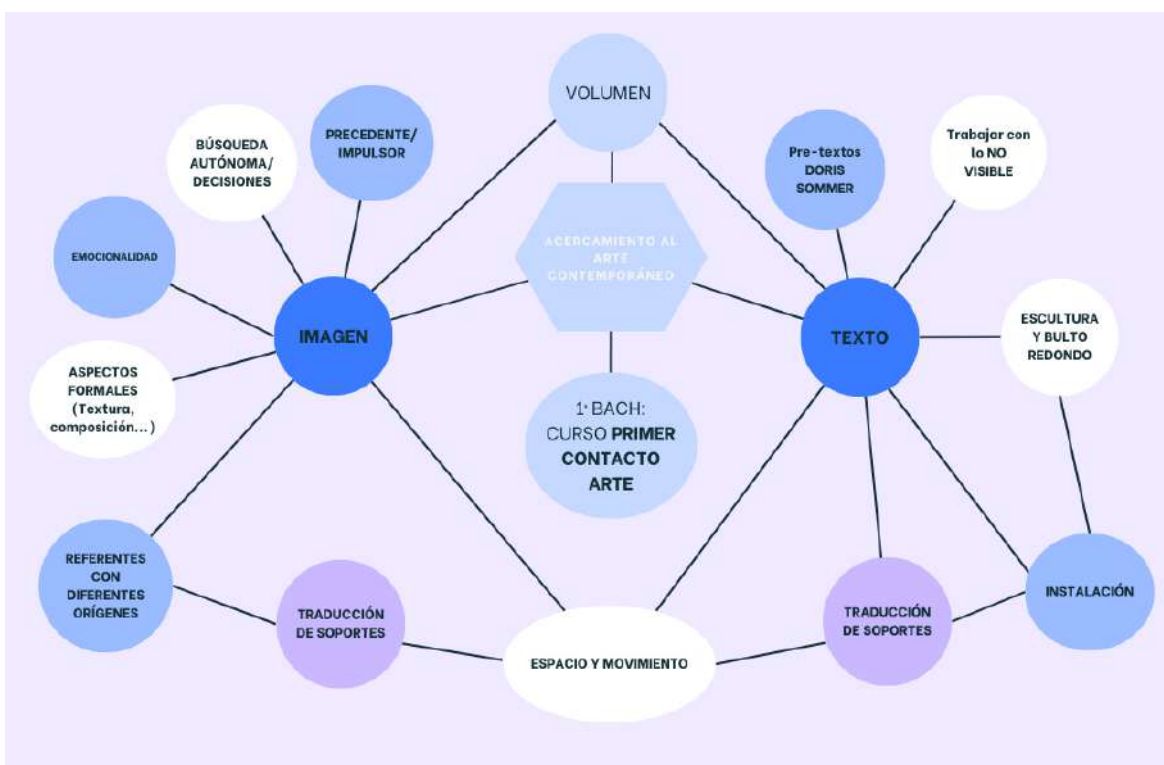 VOLUMEN
BÚSQUEDA
AUTÓNOMA/
DECISIONES
PRECEDENTE/
IMPULSOR
Pre-textos
DORIS
SOMMER
Trabajar con
lo NO
VISIBLE
EMOCIONALIDAD
ACERCAMIENTO AL
ARTE
CONTEMPORÁNEO
IMAGEN
TEXTO
ESCULTURA
Y BULTO
REDONDO
ASPECTOS
FORMALES
(Textura,
composición...)
1º BACH:
CURSO PRIMER
CONTACTO
ARTE
REFERENTES
CON
DIFERENTES
ORÍGENES
TRADUCCIÓN
DE SOPORTES
ESPACIO Y MOVIMIENTO
TRADUCCIÓN
DE SOPORTES
INSTALACIÓN